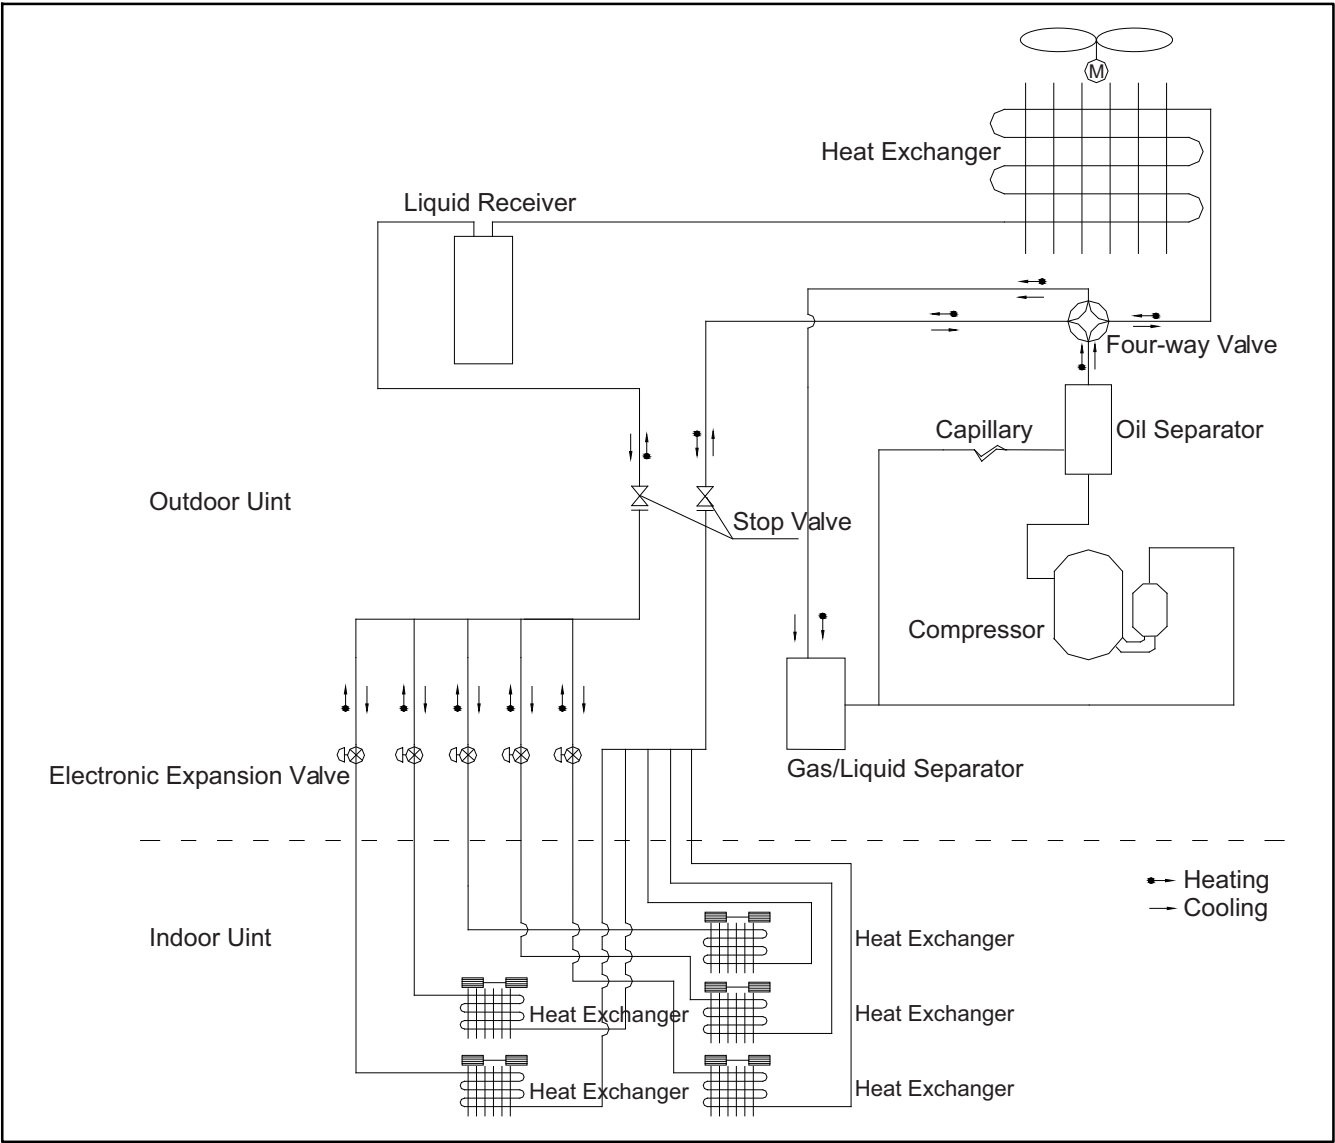 M
Heat Exchanger
Liquid Receiver
Four-way Valve
Capillary
Oil Separator
Outdoor Uint
Stop Valve
Compressor
Electronic Expansion Valve
Gas/Liquid Separator
Heating
Cooling
Indoor Uint
Heat Exchanger
Heat Exchanger
Heat Exchanger
Heat Exchanger
Heat Exchanger